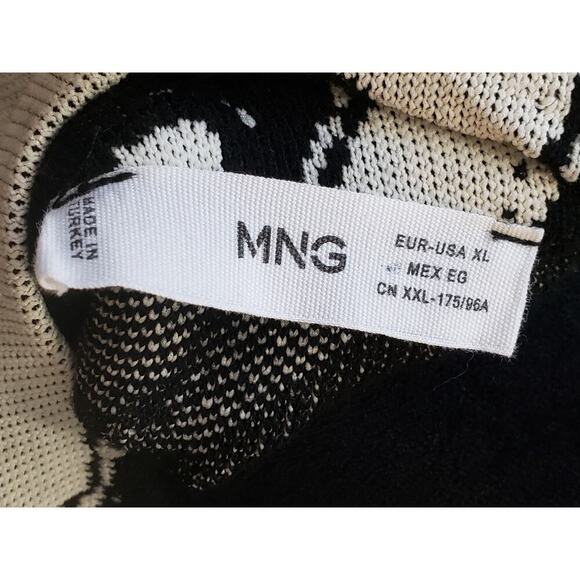 MADE IN
TURKEY
MNG
EUR-USA XL
MEX EG
CN XXL-175/96A